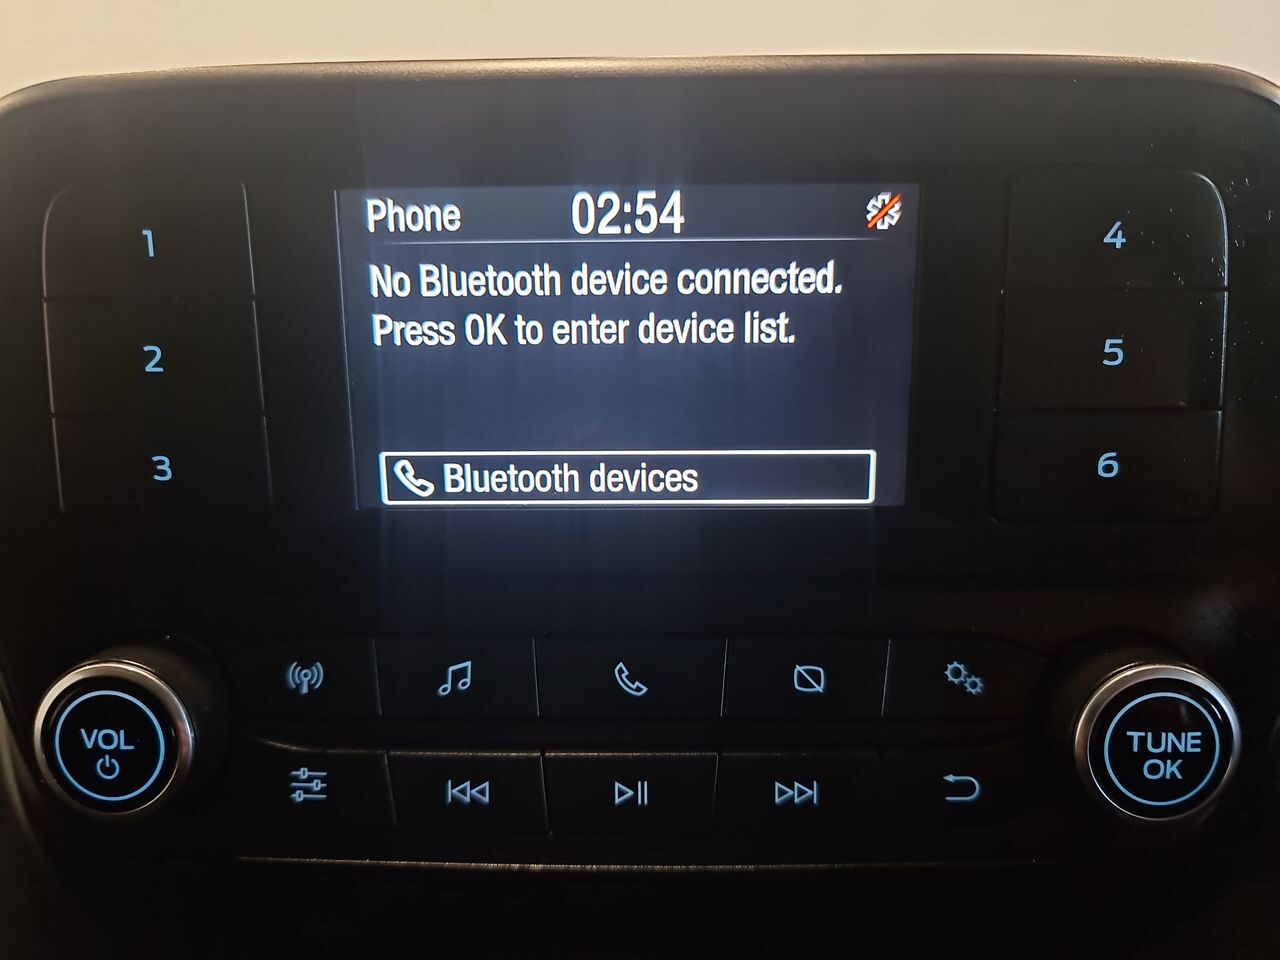 Phone 02:54
No Bluetooth device connected.
Press OK to enter device list.
Bluetooth devices
1
2
3
4
5
6
VOL
TUNE
OK